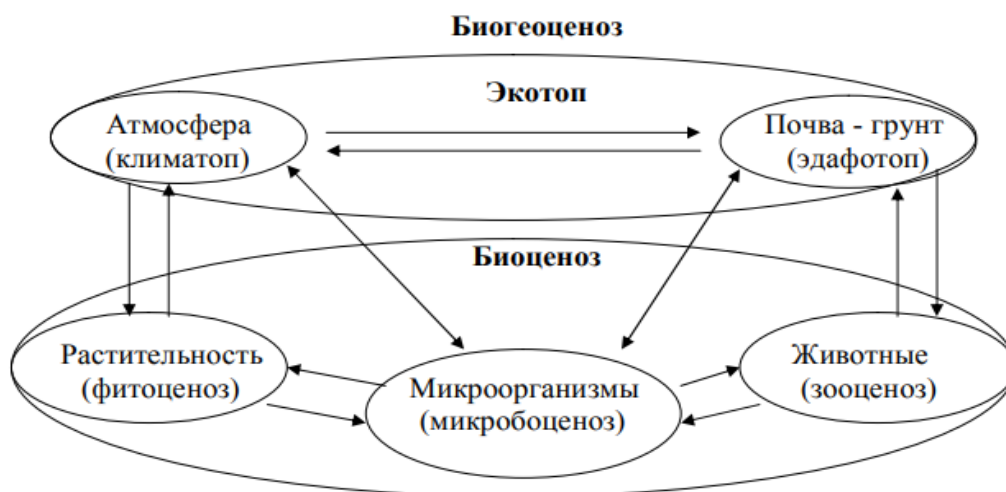 Биогеоценоз
Экотоп
Атмосфера
(климатоп)
Почва - грунт
(эдафотоп)
Биоценоз
Растительность
(фитоценоз)
Микроорганизмы
(микробоценоз)
Животные
(зооценоз)